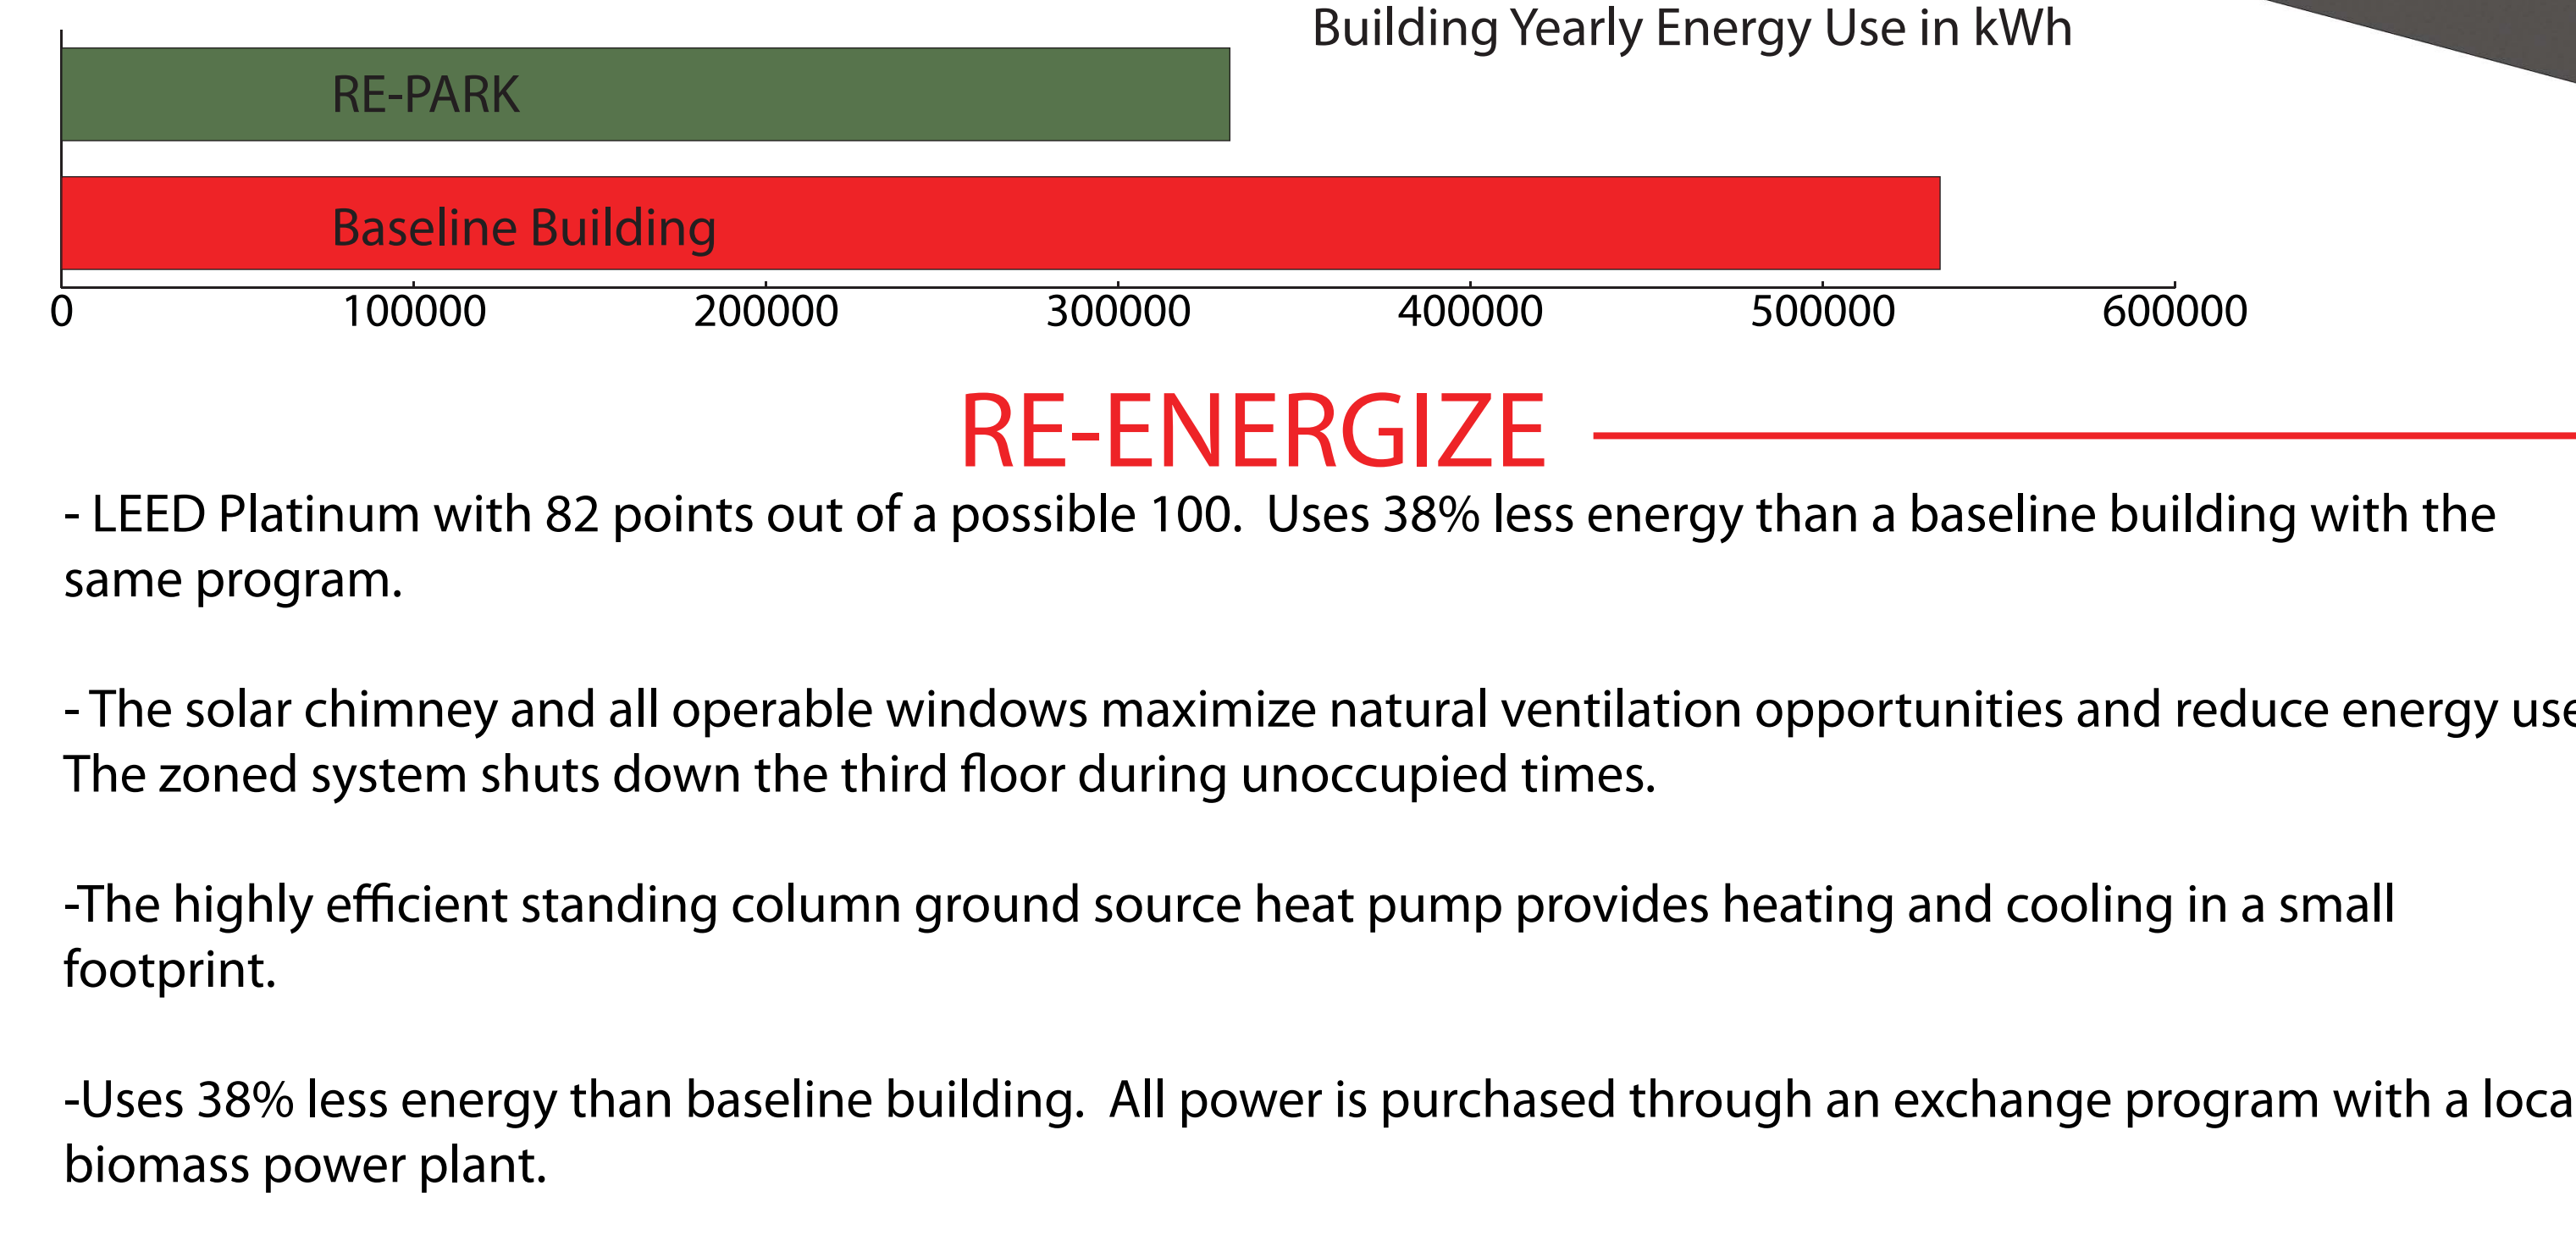 Building Yearly Energy Use in kWh
RE-PARK
Baseline Building
0 100000 200000 300000 400000 500000 600000
RE-ENERGIZE
- LEED Platinum with 82 points out of a possible 100.  Uses 38% less energy than a baseline building with the
same program.
- The solar chimney and all operable windows maximize natural ventilation opportunities and reduce energy use
The zoned system shuts down the third floor during unoccupied times.
-The highly efficient standing column ground source heat pump provides heating and cooling in a small
footprint.
-Uses 38% less energy than baseline building.  All power is purchased through an exchange program with a loca
biomass power plant.